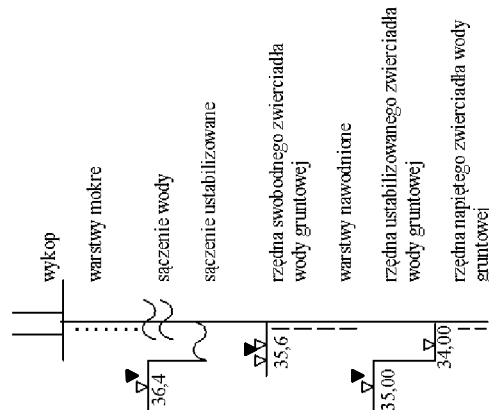 wykop
warstwy mokre
sączenie wody
sączenie ustabilizowane
rzędna swobodnego zwierciadła
wody gruntowej
warstwy nawodnione
rzędna ustabilizowanego zwierciadła
wody gruntowej
rzędna napiętego zwierciadła wody
gruntowej
36,4
35,6
35,00
34,00